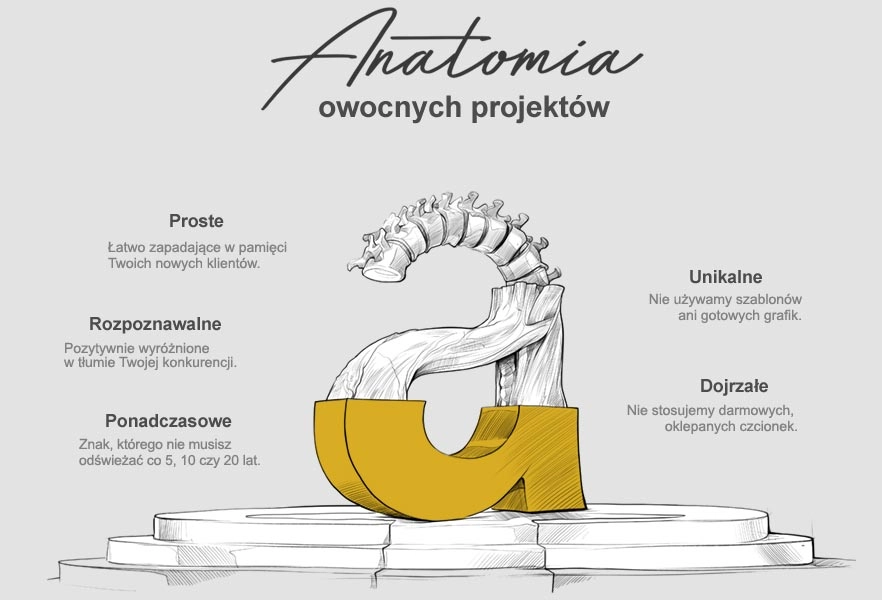 Anatomia
owocnych projektów
Proste
Łatwo zapadające w pamięci
Twoich nowych klientów.
Rozpoznawalne
Pozytywnie wyróżnione
w tłumie Twojej konkurencji.
Ponadczasowe
Znak, którego nie musisz
odświeżać co 5, 10 czy 20 lat.
Unikalne
Nie używamy szablonów
ani gotowych grafik.
Dojrzałe
Nie stosujemy darmowych,
oklepanych czcionek.
a